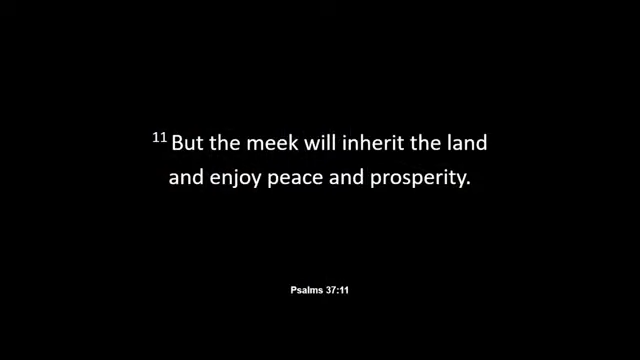 11 But the meek will inherit the land
and enjoy peace and prosperity.
Psalms 37:11